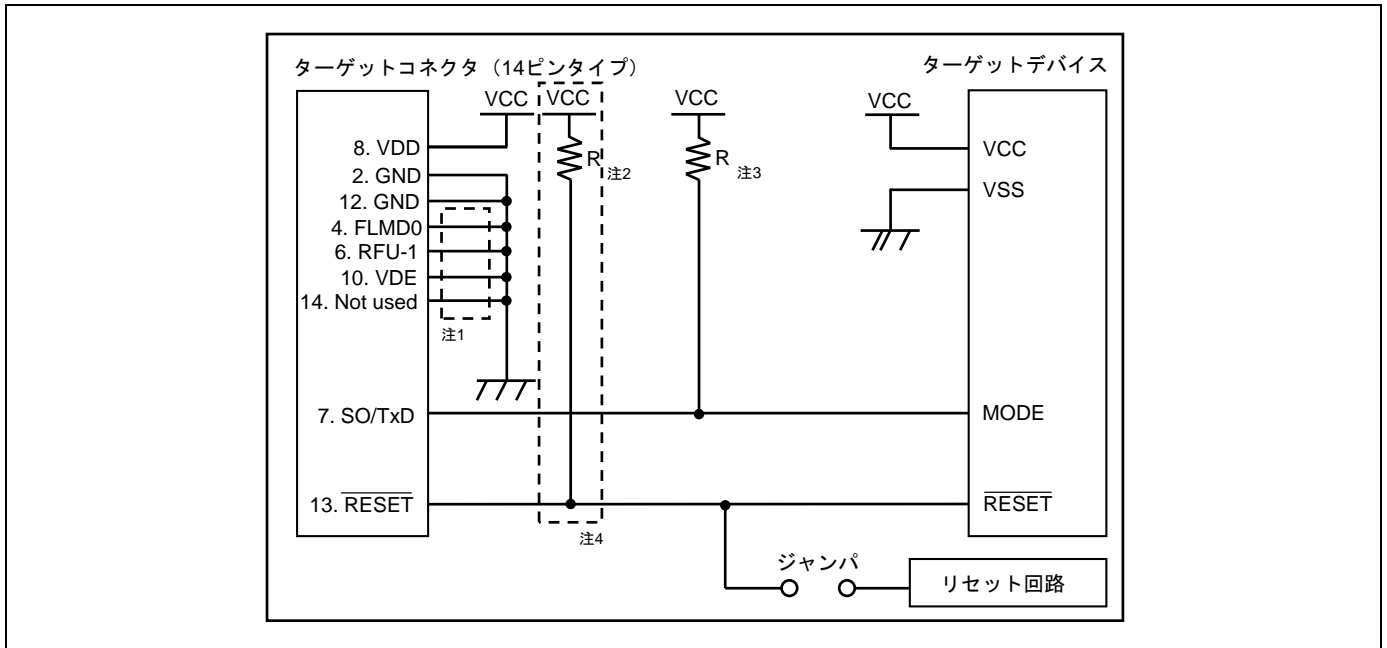 ターゲットコネクタ（14ピンタイプ）
ターゲットデバイス
VCC
VCC
VCC
VCC
8. VDD
2. GND
12. GND
4. FLMD0
6. RFU-1
10. VDE
14. Not used
注1
R 注2
R 注3
VCC
VSS
7. SO/TxD
MODE
13. RESET
RESET
注4
ジャンパ
リセット回路